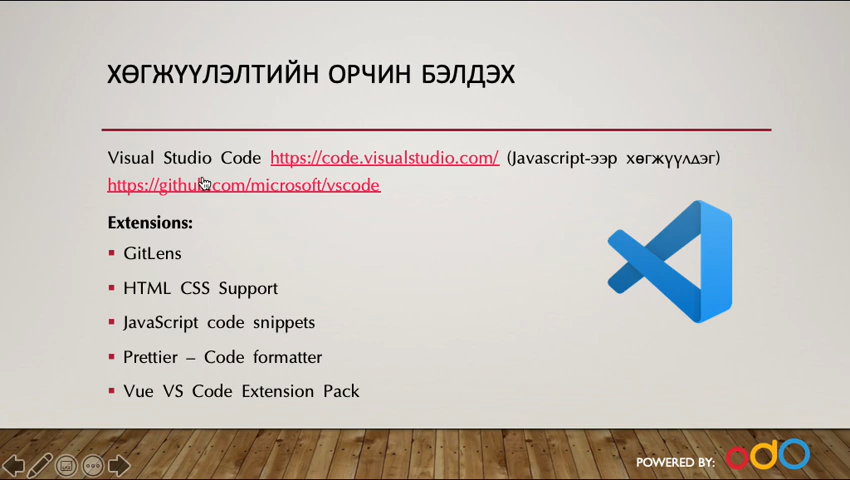 ХӨГЖҮҮЛЭЛТИЙН ОРЧИН БЭЛДЭХ
Visual Studio Code https://code.visualstudio.com/ (Javascript-ээр хөгжүүлдэг)
https://github.com/microsoft/vscode
Extensions:
GitLens
HTML CSS Support
JavaScript code snippets
Prettier – Code formatter
Vue VS Code Extension Pack
POWERED BY: odo